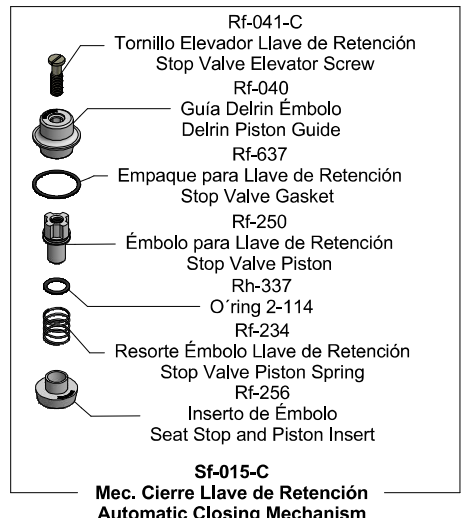 Rf-041-C
Tornillo Elevador Llave de Retención
Stop Valve Elevator Screw
Rf-040
Guía Delrin Émbolo
Delrin Piston Guide
Rf-637
Empaque para Llave de Retención
Stop Valve Gasket
Rf-250
Émbolo para Llave de Retención
Stop Valve Piston
Rh-337
O´ring 2-114
Rf-234
Resorte Émbolo Llave de Retención
Stop Valve Piston Spring
Rf-256
Inserto de Émbolo
Seat Stop and Piston Insert
Sf-015-C
Mec. Cierre Llave de Retención
Automatic Closing Mechanism